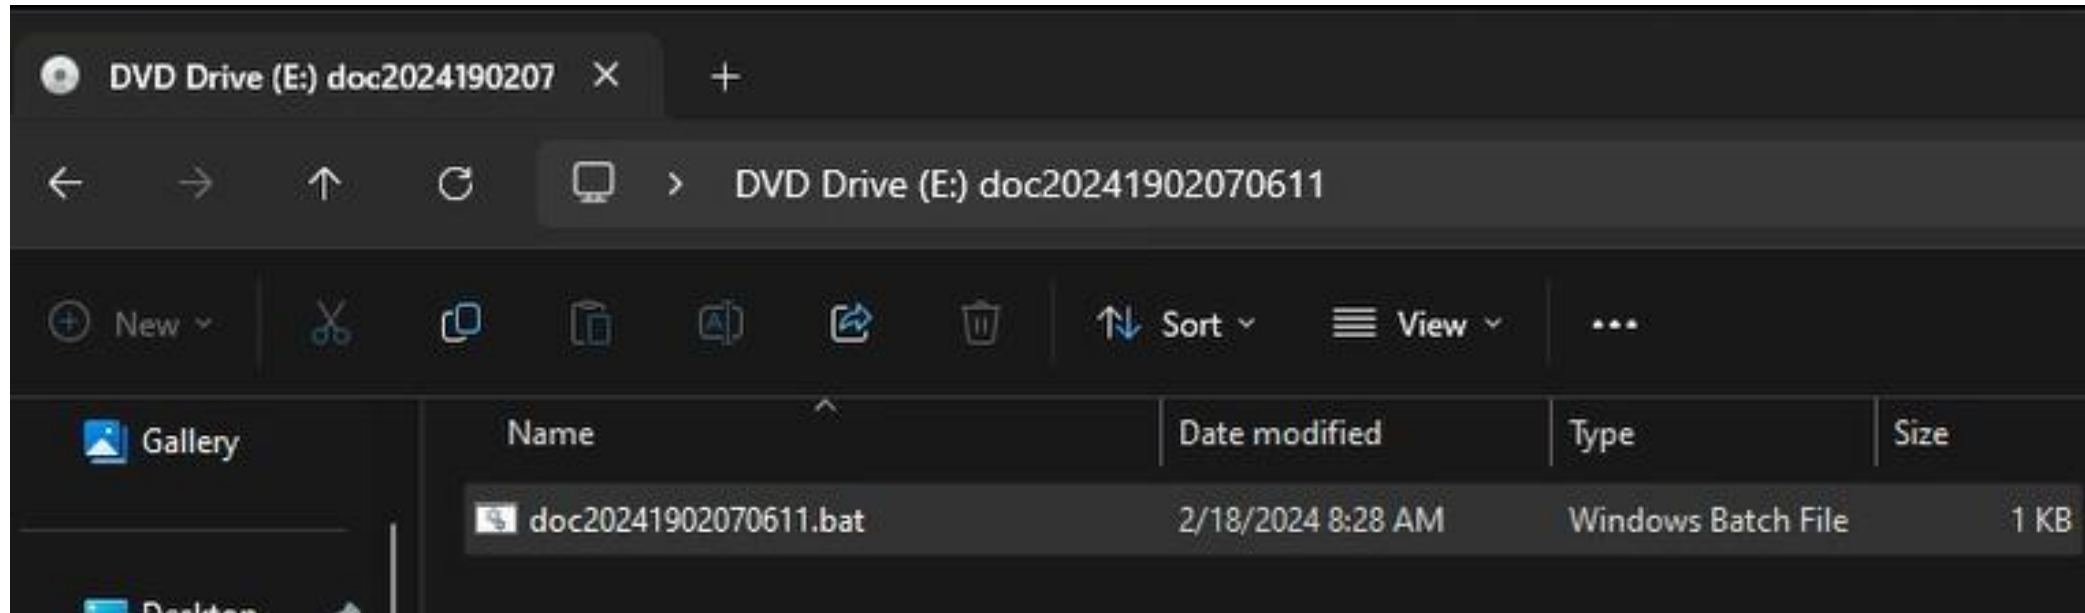 DVD Drive (E:) doc2024190207
DVD Drive (E:) doc20241902070611
New Sort View
Gallery
Name Date modified Type Size
doc20241902070611.bat 2/18/2024 8:28 AM Windows Batch File 1 KB
Desktop